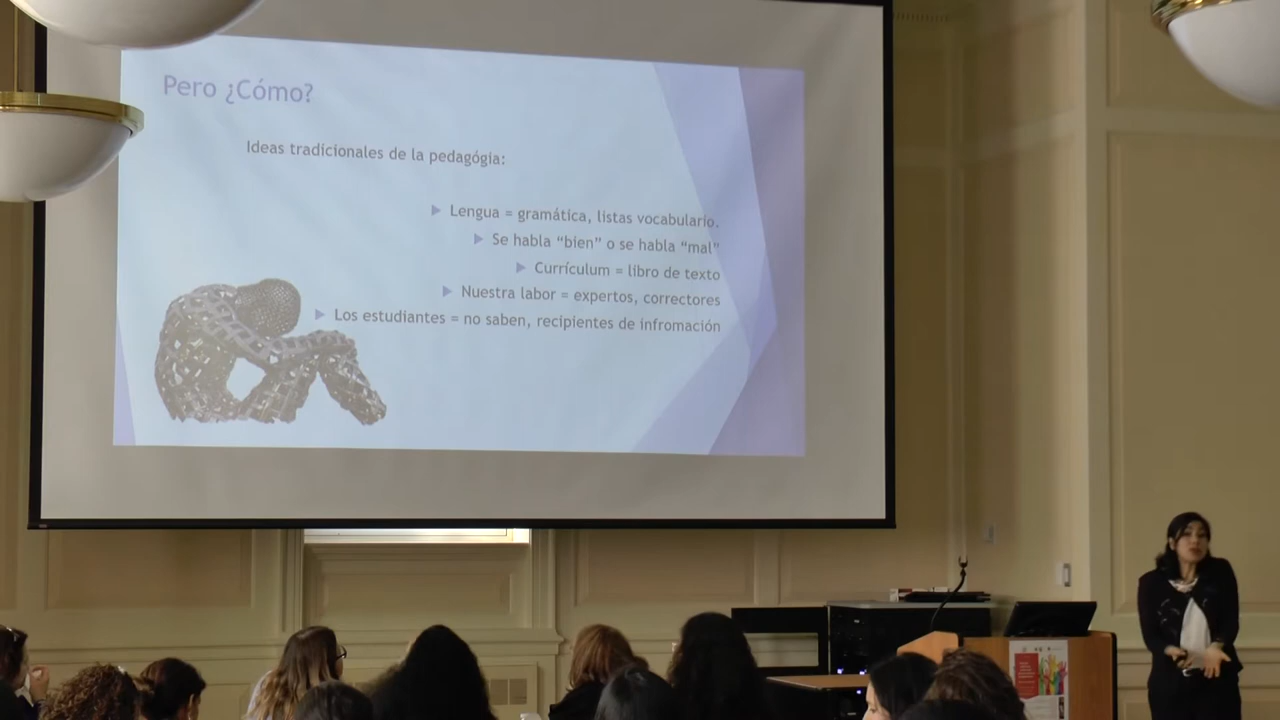 Pero ¿Cómo?
Ideas tradicionales de la pedagógia:
Lengua = gramática, listas vocabulario.
Se habla “bien” o se habla “mal”
Currículum = libro de texto
Nuestra labor = expertos, correctores
Los estudiantes = no saben, recipientes de infromación